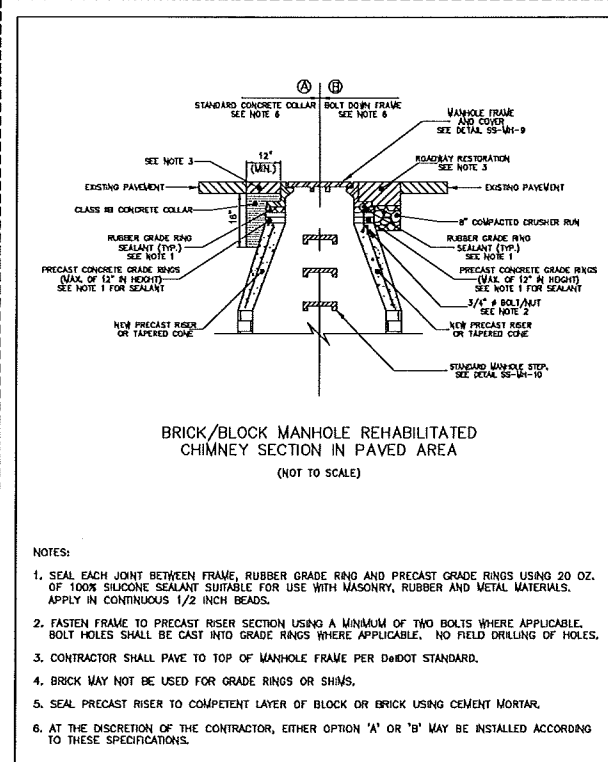 Ⓐ Ⓑ
STANDARD CONCRETE COLLAR
SEE NOTE 6
BOLT DOWN FRAME
SEE NOTE 6
MANHOLE FRAME
AND COVER
SEE DETAIL SS-MH-9
SEE NOTE 3
12"
(MIN.)
ROADWAY RESTORATION
SEE NOTE 3
EXISTING PAVEMENT
EXISTING PAVEMENT
CLASS "B" CONCRETE COLLAR
16"
8" COMPACTED CRUSHER RUN
RUBBER GRADE RING
SEALANT (TYP.)
SEE NOTE 1
RUBBER GRADE RING
SEALANT (TYP.)
SEE NOTE 1
PRECAST CONCRETE GRADE RINGS
(MAX. OF 12" IN HEIGHT)
SEE NOTE 1 FOR SEALANT
PRECAST CONCRETE GRADE RINGS
(MAX. OF 12" IN HEIGHT)
SEE NOTE 1 FOR SEALANT
3/4" ø BOLT/NUT
SEE NOTE 2
NEW PRECAST RISER
OR TAPERED CONE
NEW PRECAST RISER
OR TAPERED CONE
STANDARD MANHOLE STEP.
SEE DETAIL SS-MH-10
BRICK/BLOCK MANHOLE REHABILITATED
CHIMNEY SECTION IN PAVED AREA
(NOT TO SCALE)
NOTES:
1. SEAL EACH JOINT BETWEEN FRAME, RUBBER GRADE RING AND PRECAST GRADE RINGS USING 20 OZ.
OF 100% SILICONE SEALANT SUITABLE FOR USE WITH MASONRY, RUBBER AND METAL MATERIALS.
APPLY IN CONTINUOUS 1/2 INCH BEADS.
2. FASTEN FRAME TO PRECAST RISER SECTION USING A MINIMUM OF TWO BOLTS WHERE APPLICABLE.
BOLT HOLES SHALL BE CAST INTO GRADE RINGS WHERE APPLICABLE. NO FIELD DRILLING OF HOLES.
3. CONTRACTOR SHALL PAVE TO TOP OF MANHOLE FRAME PER DelDOT STANDARD.
4. BRICK MAY NOT BE USED FOR GRADE RINGS OR SHIMS.
5. SEAL PRECAST RISER TO COMPETENT LAYER OF BLOCK OR BRICK USING CEMENT MORTAR.
6. AT THE DISCRETION OF THE CONTRACTOR, EITHER OPTION 'A' OR 'B' MAY BE INSTALLED ACCORDING
TO THESE SPECIFICATIONS.